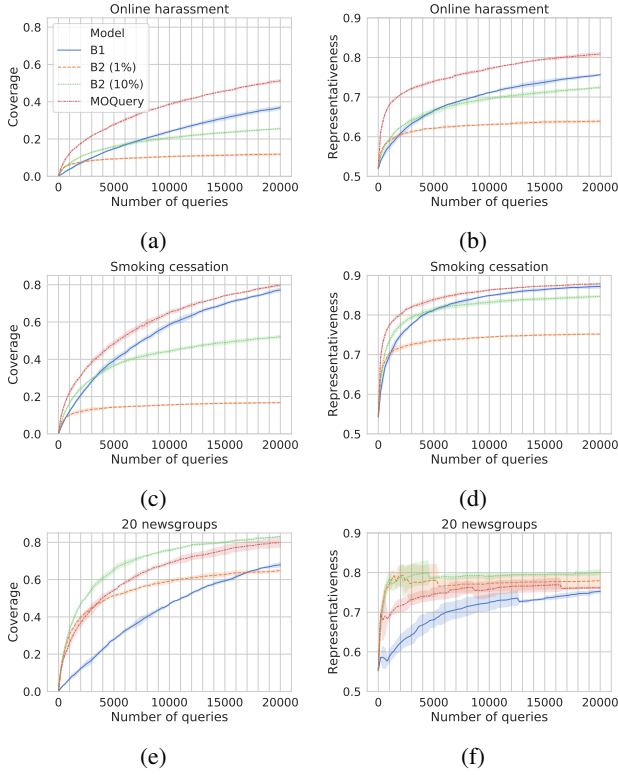 Online harassment
Coverage
0.8
0.6
0.4
0.2
0.0
Model
B1
B2 (1%)
B2 (10%)
MOQuery
0 5000 10000 15000 20000
Number of queries
(a)
Online harassment
Representativeness
0.9
0.8
0.7
0.6
0.5
0 5000 10000 15000 20000
Number of queries
(b)
Smoking cessation
Coverage
0.8
0.6
0.4
0.2
0.0
0 5000 10000 15000 20000
Number of queries
(c)
Smoking cessation
Representativeness
0.9
0.8
0.7
0.6
0.5
0 5000 10000 15000 20000
Number of queries
(d)
20 newsgroups
Coverage
0.8
0.6
0.4
0.2
0.0
0 5000 10000 15000 20000
Number of queries
(e)
20 newsgroups
Representativeness
0.9
0.8
0.7
0.6
0.5
0 5000 10000 15000 20000
Number of queries
(f)